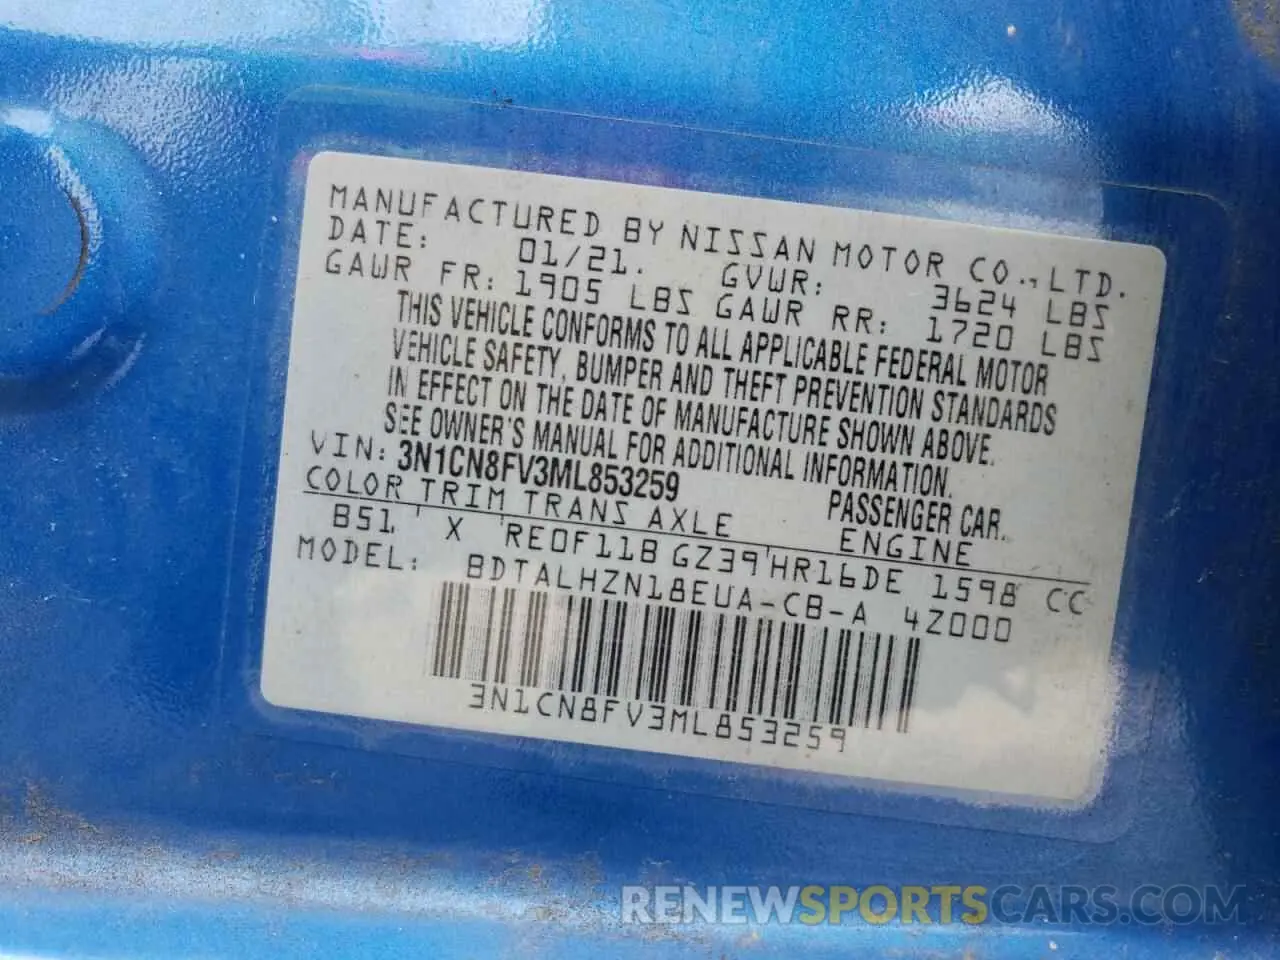 MANUFACTURED BY NISSAN MOTOR CO.,LTD.
DATE: 01/21. GVWR: 3624 LBS
GAWR FR: 1905 LBS GAWR RR: 1720 LBS
THIS VEHICLE CONFORMS TO ALL APPLICABLE FEDERAL MOTOR
VEHICLE SAFETY, BUMPER AND THEFT PREVENTION STANDARDS
IN EFFECT ON THE DATE OF MANUFACTURE SHOWN ABOVE.
SEE OWNER'S MANUAL FOR ADDITIONAL INFORMATION.
VIN: 3N1CN8FV3ML853259 PASSENGER CAR.
COLOR TRIM TRANS AXLE ENGINE
B51 X RE0F11B GZ39 HR16DE 1598 CC
MODEL: BDTALHZN18EUA-CB-A 4Z000
3N1CN8FV3ML853259
RENEWSPORTSCARS.COM